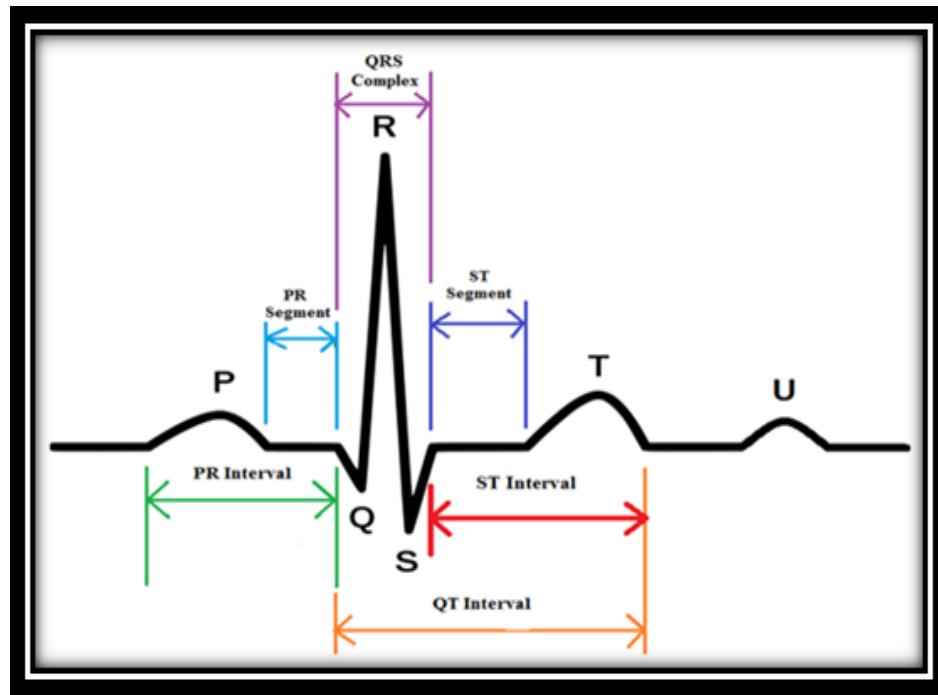 QRS
Complex
R
ST
Segment
PR
Segment
P
T
U
PR Interval
ST Interval
Q
S
QT Interval